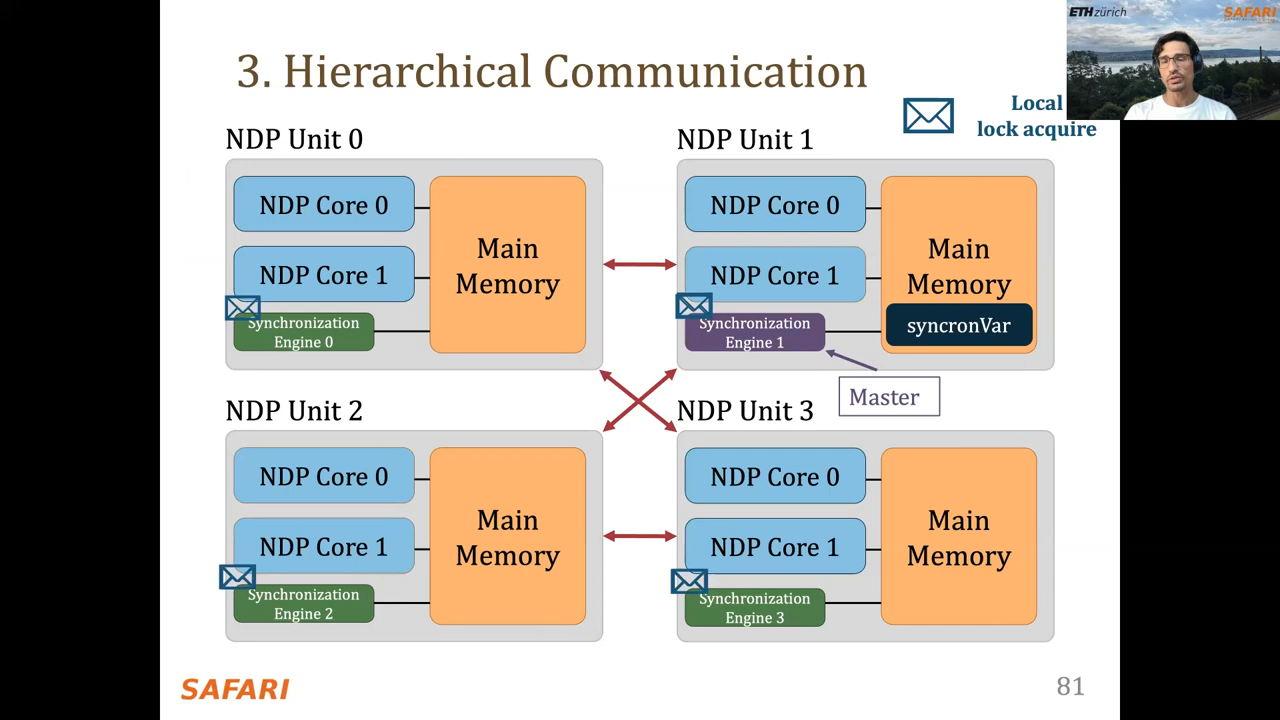 ETH zürich
SAFARI
3. Hierarchical Communication
Local
lock acquire
NDP Unit 0
NDP Core 0
NDP Core 1
Synchronization
Engine 0
Main
Memory
NDP Unit 1
NDP Core 0
NDP Core 1
Synchronization
Engine 1
Main
Memory
syncronVar
Master
NDP Unit 2
NDP Core 0
NDP Core 1
Synchronization
Engine 2
Main
Memory
NDP Unit 3
NDP Core 0
NDP Core 1
Synchronization
Engine 3
Main
Memory
SAFARI
81